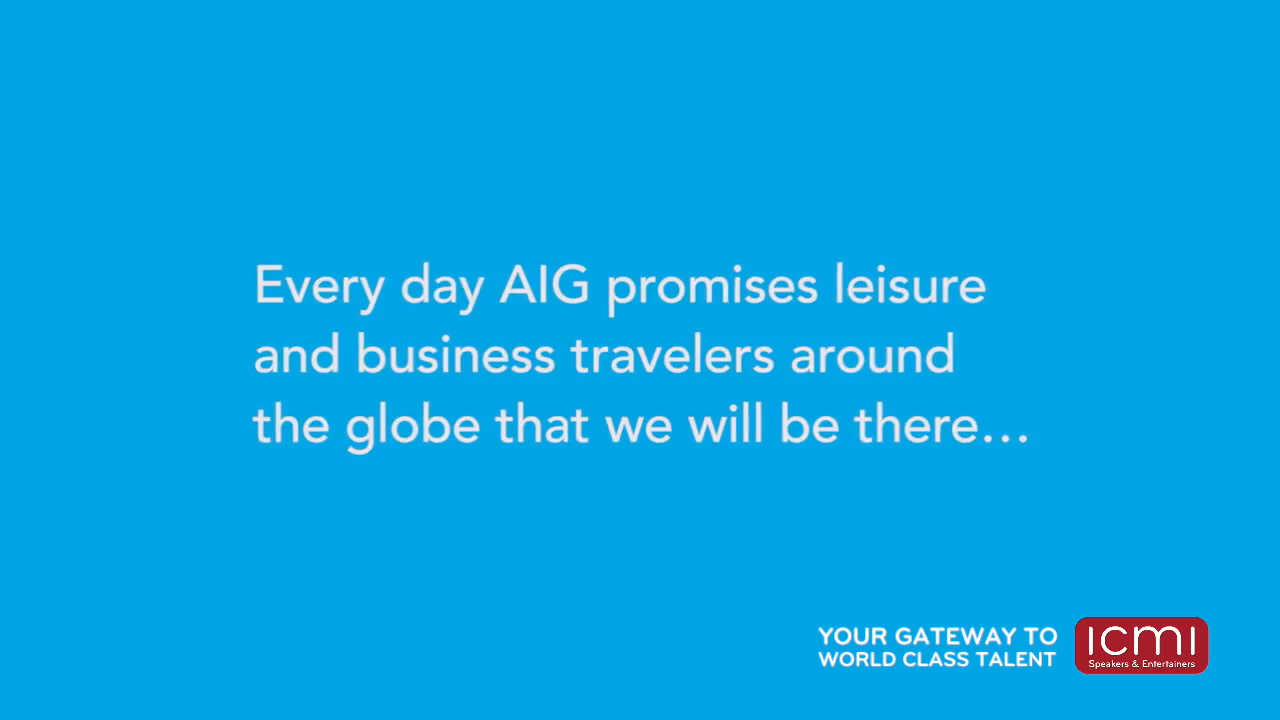 Every day AIG promises leisure
and business travelers around
the globe that we will be there...
YOUR GATEWAY TO
WORLD CLASS TALENT
ICMI
Speakers & Entertainers